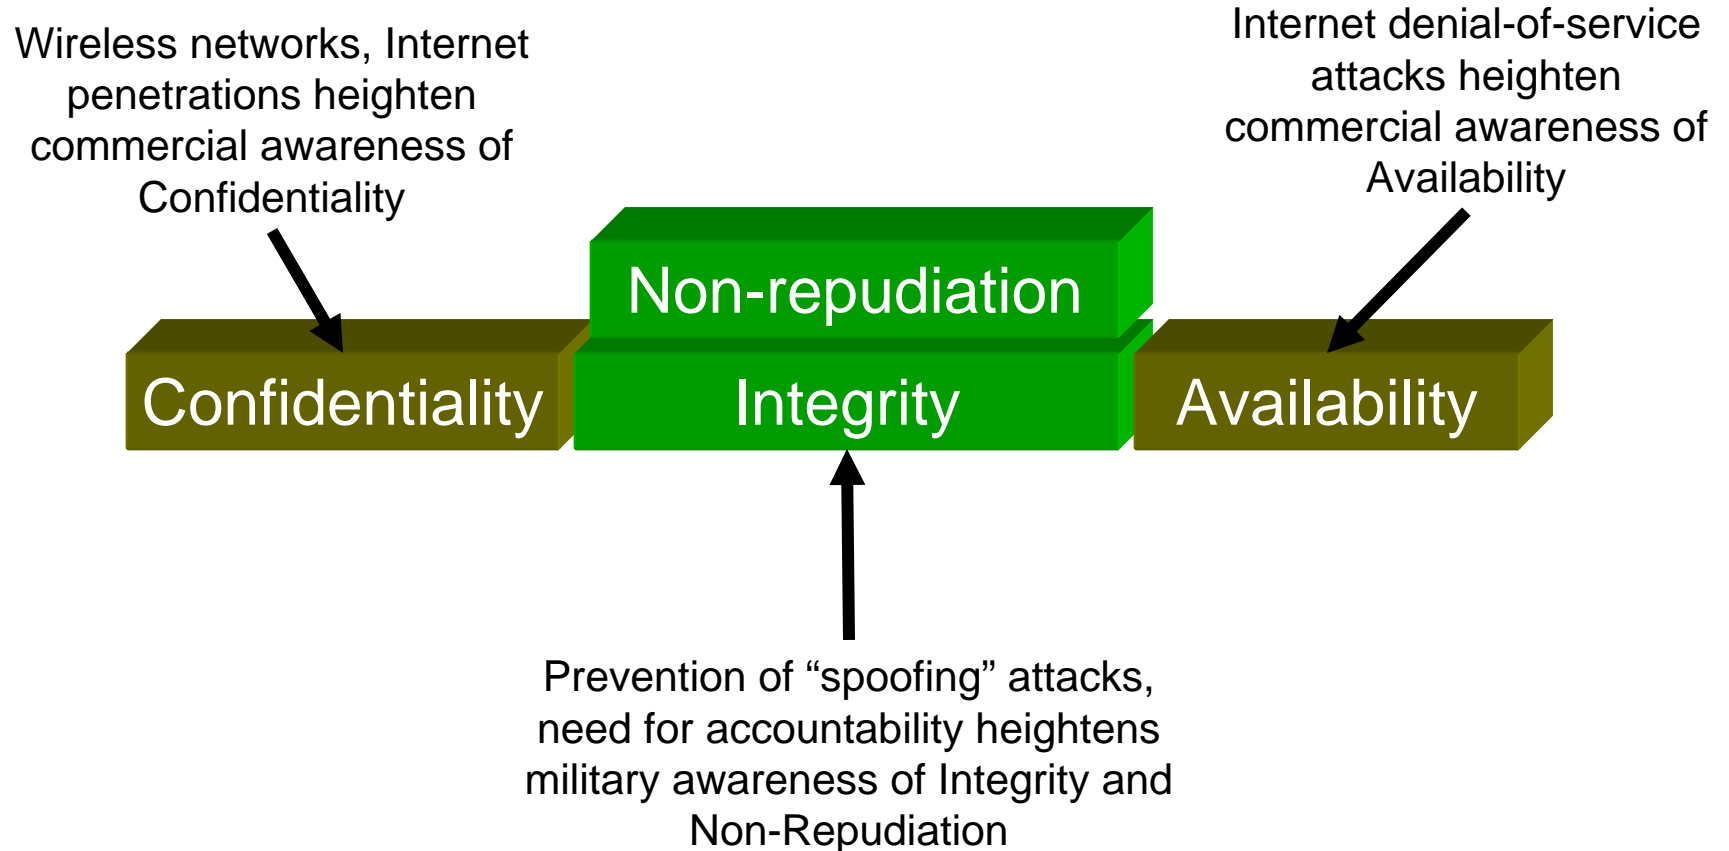 Wireless networks, Internet
penetrations heighten
commercial awareness of
Confidentiality
Internet denial-of-service
attacks heighten
commercial awareness of
Availability
Non-repudiation
Confidentiality
Integrity
Availability
Prevention of “spoofing” attacks,
need for accountability heightens
military awareness of Integrity and
Non-Repudiation